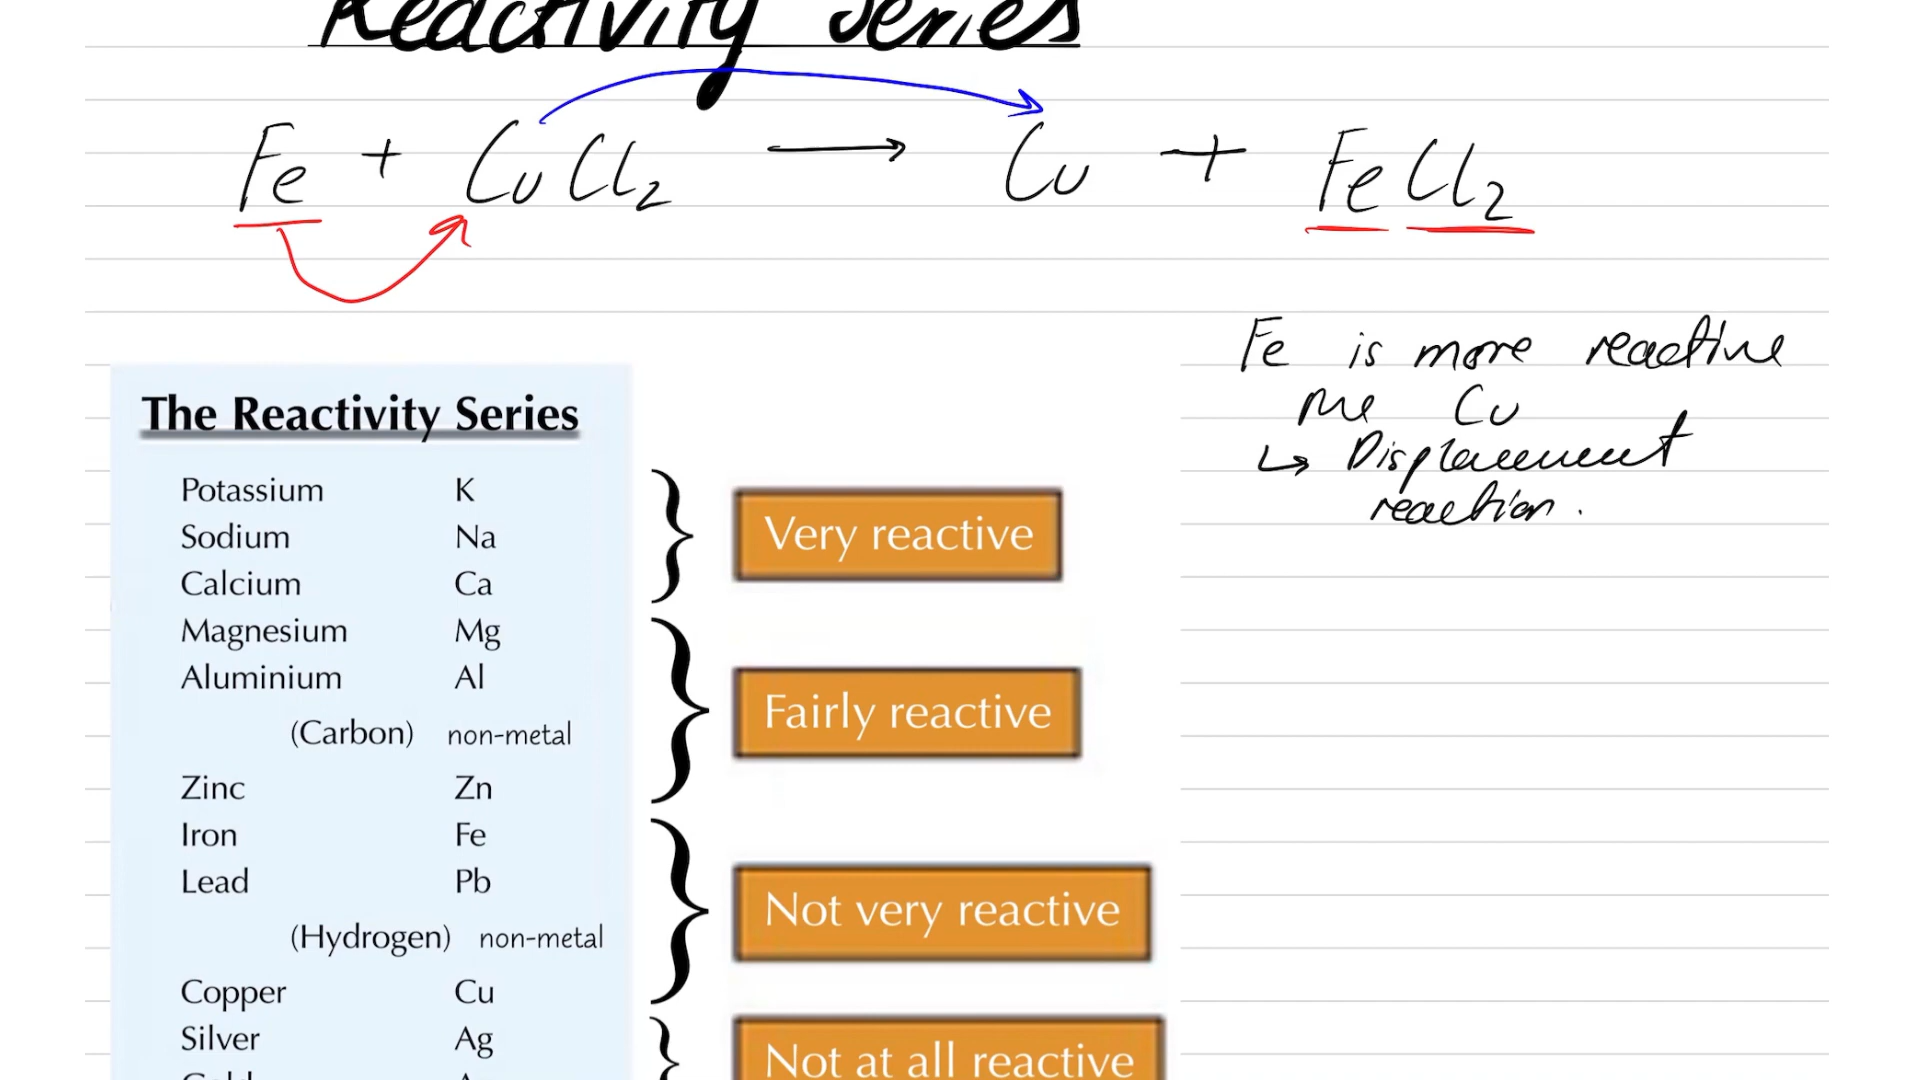 Reactivity Series
Fe + CuCl2 → Cu + FeCl2
Fe is more reactive
Cu
↳ Displacement
reaction.
The Reactivity Series
Potassium K
Sodium Na
Calcium Ca
Very reactive
Magnesium Mg
Aluminium Al
(Carbon) non-metal
Fairly reactive
Zinc Zn
Iron Fe
Lead Pb
(Hydrogen) non-metal
Not very reactive
Copper Cu
Silver Ag
Not at all reactive